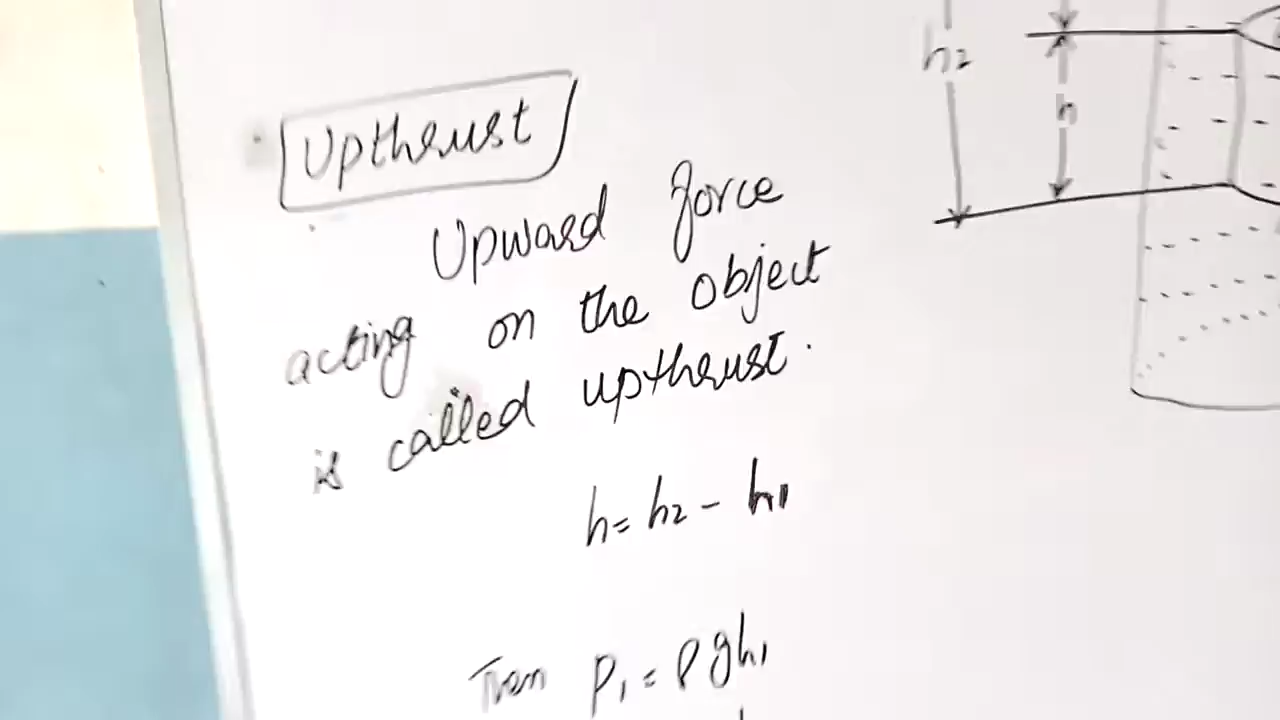 Upthrust
Upward force
acting on the object
is called upthrust.
h = h2 - h1
Then P1 = ρgh1
h2
h